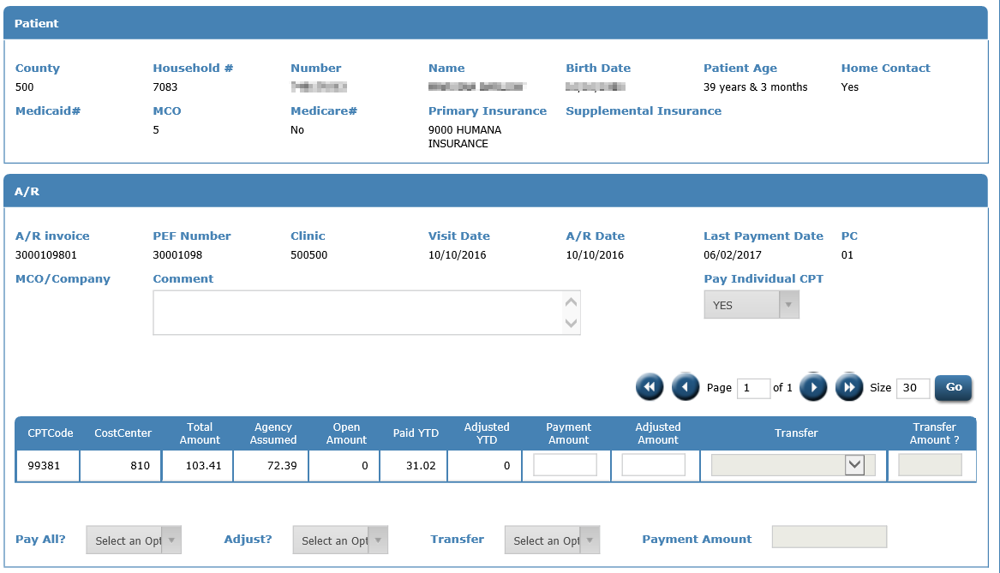 Patient
County Household # Number Name Birth Date Patient Age Home Contact
500 7083 39 years & 3 months Yes
Medicaid# MCO Medicare# Primary Insurance Supplemental Insurance
5 No 9000 HUMANA
INSURANCE
A/R
A/R invoice PEF Number Clinic Visit Date A/R Date Last Payment Date PC
3000109801 30001098 500500 10/10/2016 10/10/2016 06/02/2017 01
MCO/Company Comment Pay Individual CPT
YES
Page 1 of 1 Size 30 Go
CPTCode CostCenter Total Amount Agency Assumed Open Amount Paid YTD Adjusted YTD Payment Amount Adjusted Amount Transfer Transfer Amount ?
99381 810 103.41 72.39 0 31.02 0
Pay All? Select an Opt Adjust? Select an Opt Transfer Select an Opt Payment Amount